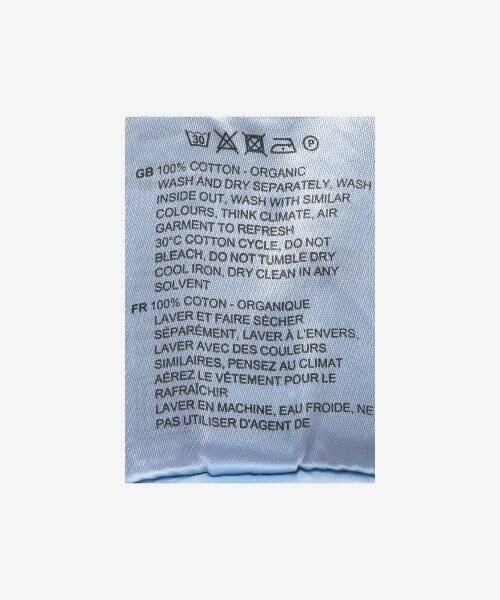 30 P
GB 100% COTTON - ORGANIC
WASH AND DRY SEPARATELY, WASH
INSIDE OUT, WASH WITH SIMILAR
COLOURS, THINK CLIMATE, AIR
GARMENT TO REFRESH
30°C COTTON CYCLE, DO NOT
BLEACH, DO NOT TUMBLE DRY
COOL IRON, DRY CLEAN IN ANY
SOLVENT
FR 100% COTON - ORGANIQUE
LAVER ET FAIRE SÉCHER
SÉPARÉMENT, LAVER À L'ENVERS,
LAVER AVEC DES COULEURS
SIMILAIRES, PENSEZ AU CLIMAT
AÉREZ LE VÊTEMENT POUR LE
RAFRAÎCHIR
LAVER EN MACHINE, EAU FROIDE, NE
PAS UTILISER D'AGENT DE